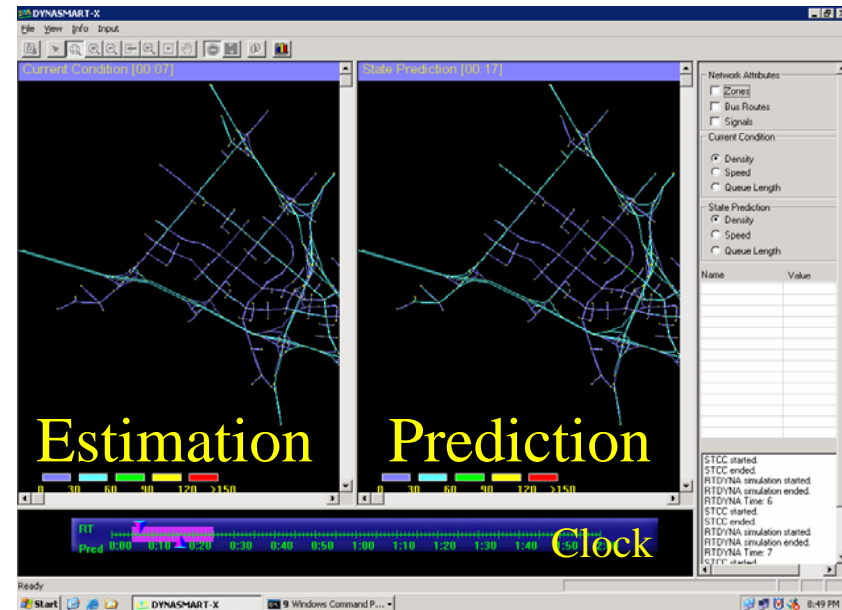 DYNASMART-X
File View Info Input
Current Condition [00:07]
State Prediction [00:17]
Network Attributes
Zones
Bus Routes
Signals
Current Condition
Density
Speed
Queue Length
State Prediction
Density
Speed
Queue Length
Name Value
Estimation
Prediction
0 30 60 90 120 >150
0 30 60 90 120 >150
STCC started.
STCC ended.
RTDYNA simulation started.
RTDYNA simulation ended.
RTDYNA Time: 6
STCC started.
STCC ended.
RTDYNA simulation started.
RTDYNA simulation ended.
RTDYNA Time: 7
STCC started.
RT
Pred 0:00 0:10 0:20 0:30 0:40 0:50 1:00 1:10 1:20 1:30 1:40
Clock
Ready
Start DYNASMART-X 9 Windows Command P... 8:49 PM